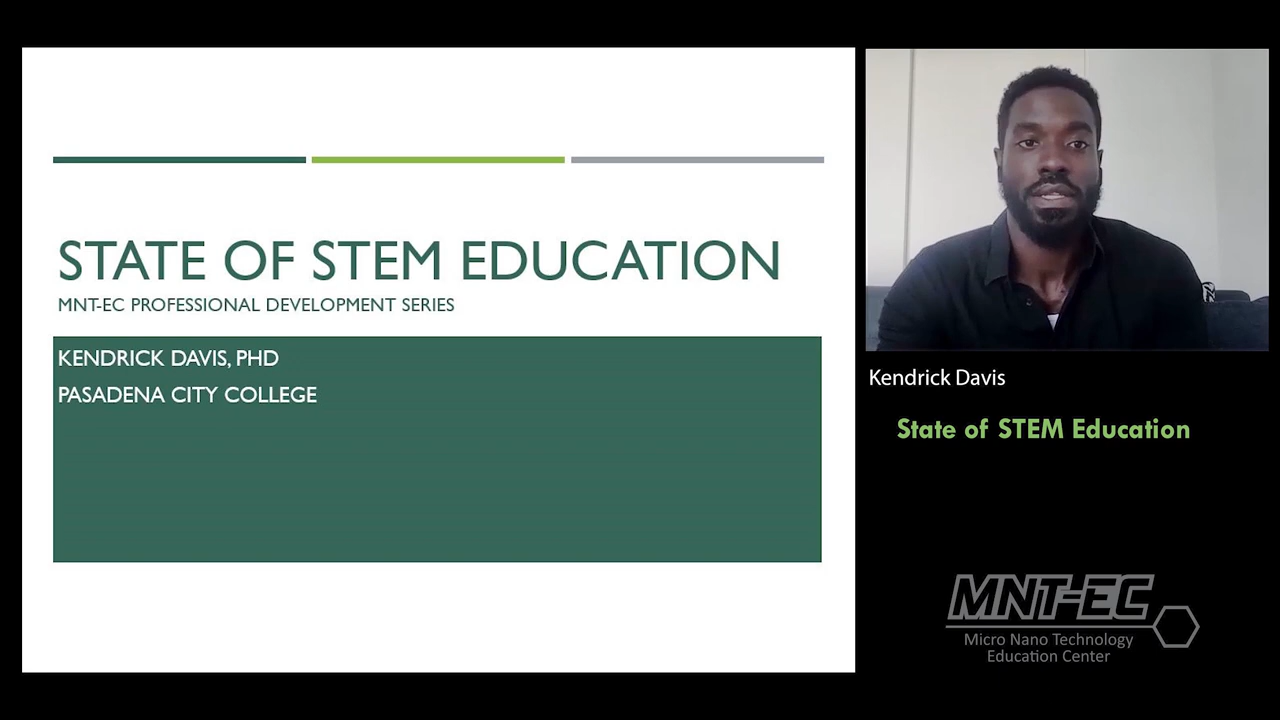 STATE OF STEM EDUCATION
MNT-EC PROFESSIONAL DEVELOPMENT SERIES
KENDRICK DAVIS, PHD
PASADENA CITY COLLEGE
Kendrick Davis
State of STEM Education
MNT-EC
Micro Nano Technology
Education Center